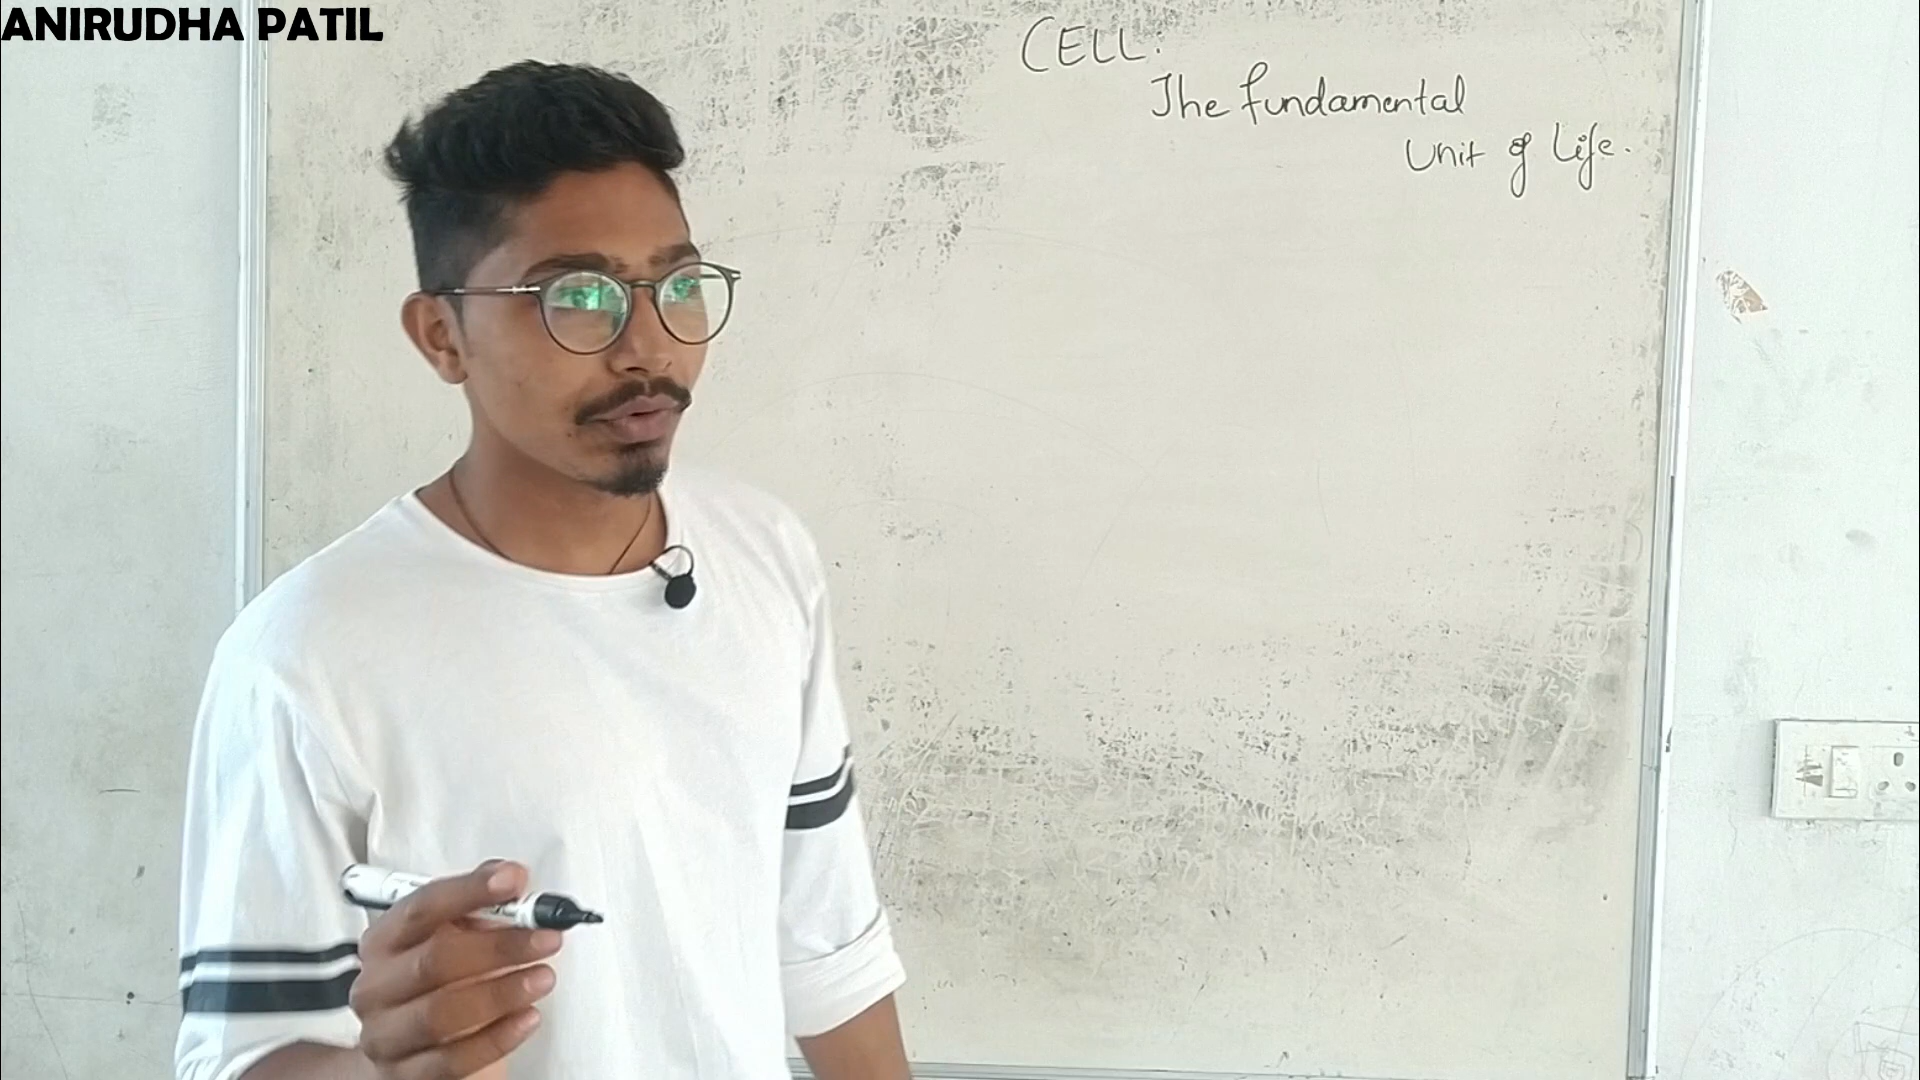 ANIRUDHA PATIL
CELL:
The fundamental
Unit of Life.